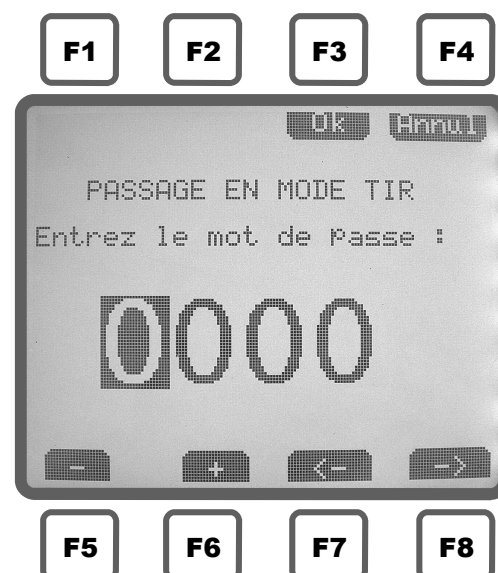 F1 F2 F3 F4
Ok Annul
PASSAGE EN MODE TIR
Entrez le mot de passe :
0000
- + <- ->
F5 F6 F7 F8